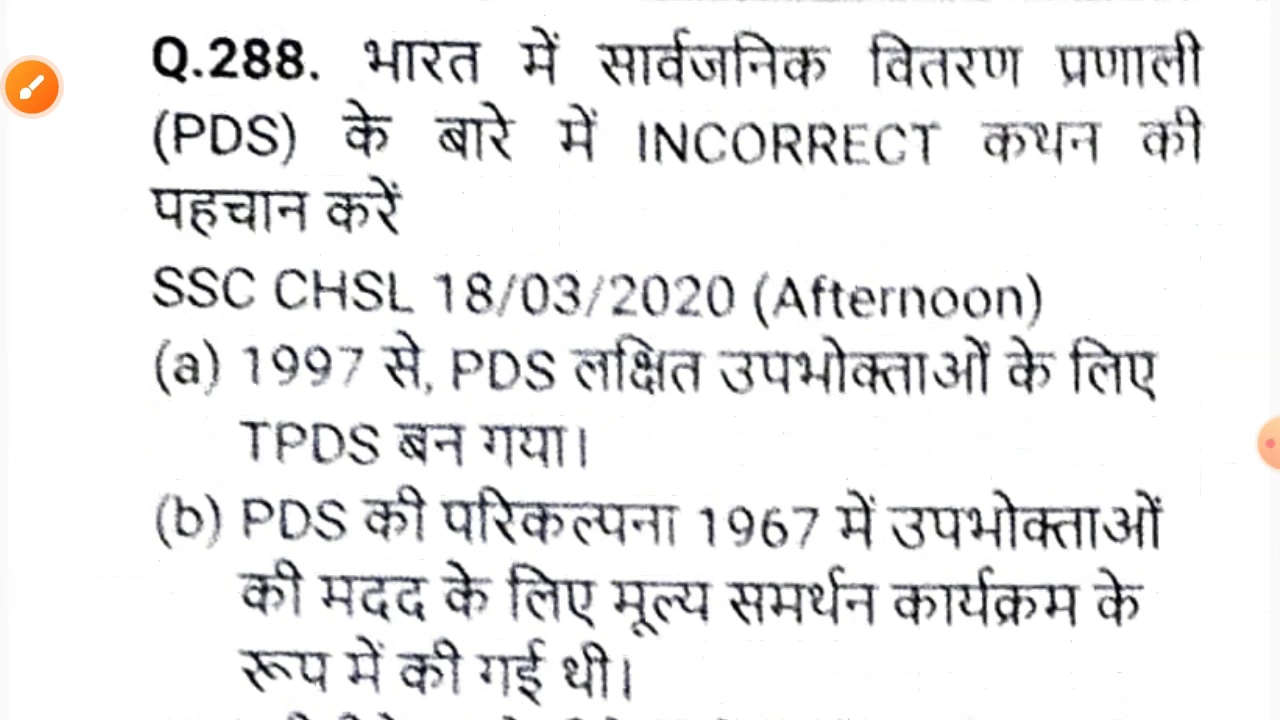 Q.288. भारत में सार्वजनिक वितरण प्रणाली
(PDS) के बारे में INCORRECT कथन की
पहचान करें
SSC CHSL 18/03/2020 (Afternoon)
(a) 1997 से, PDS लक्षित उपभोक्ताओं के लिए
TPDS बन गया।
(b) PDS की परिकल्पना 1967 में उपभोक्ताओं
की मदद के लिए मूल्य समर्थन कार्यक्रम के
रूप में की गई थी।